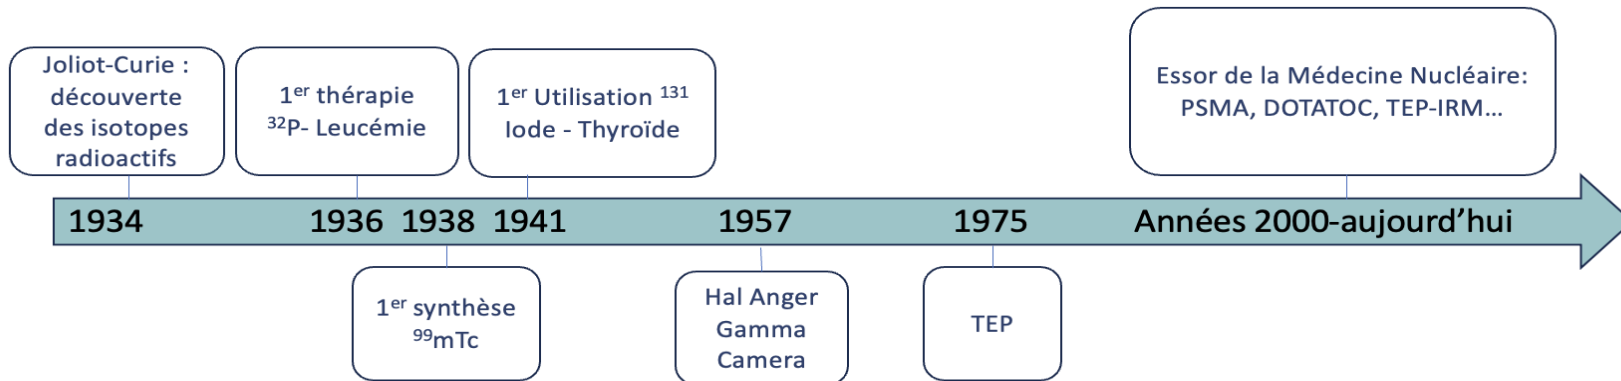 Joliot-Curie :
découverte
des isotopes
radioactifs
1er thérapie
32P- Leucémie
1er Utilisation 131
Iode - Thyroïde
Essor de la Médecine Nucléaire:
PSMA, DOTATOC, TEP-IRM...
1934
1936
1938
1941
1957
1975
Années 2000-aujourd'hui
1er synthèse
99mTc
Hal Anger
Gamma
Camera
TEP